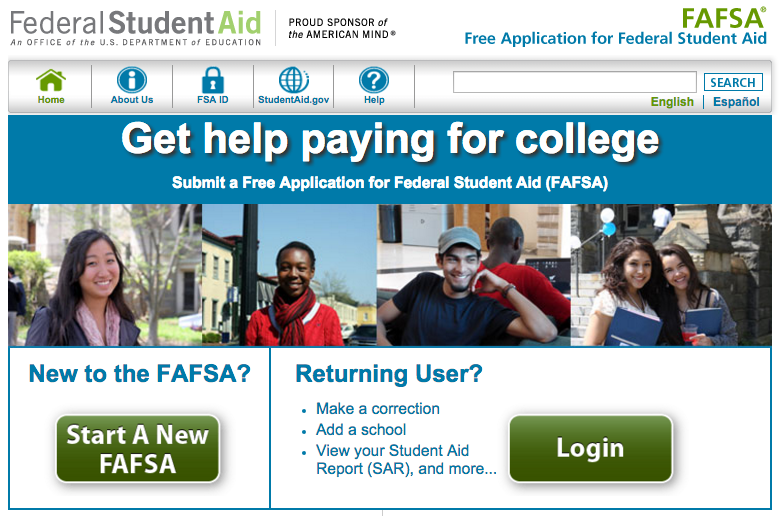 Federal Student Aid
An OFFICE of the U.S. DEPARTMENT of EDUCATION
PROUD SPONSOR of
the AMERICAN MIND®
FAFSA®
Free Application for Federal Student Aid
Home
About Us
FSA ID
StudentAid.gov
Help
SEARCH
English | Español
Get help paying for college
Submit a Free Application for Federal Student Aid (FAFSA)
New to the FAFSA?
Start A New
FAFSA
Returning User?
• Make a correction
• Add a school
• View your Student Aid
Report (SAR), and more...
Login